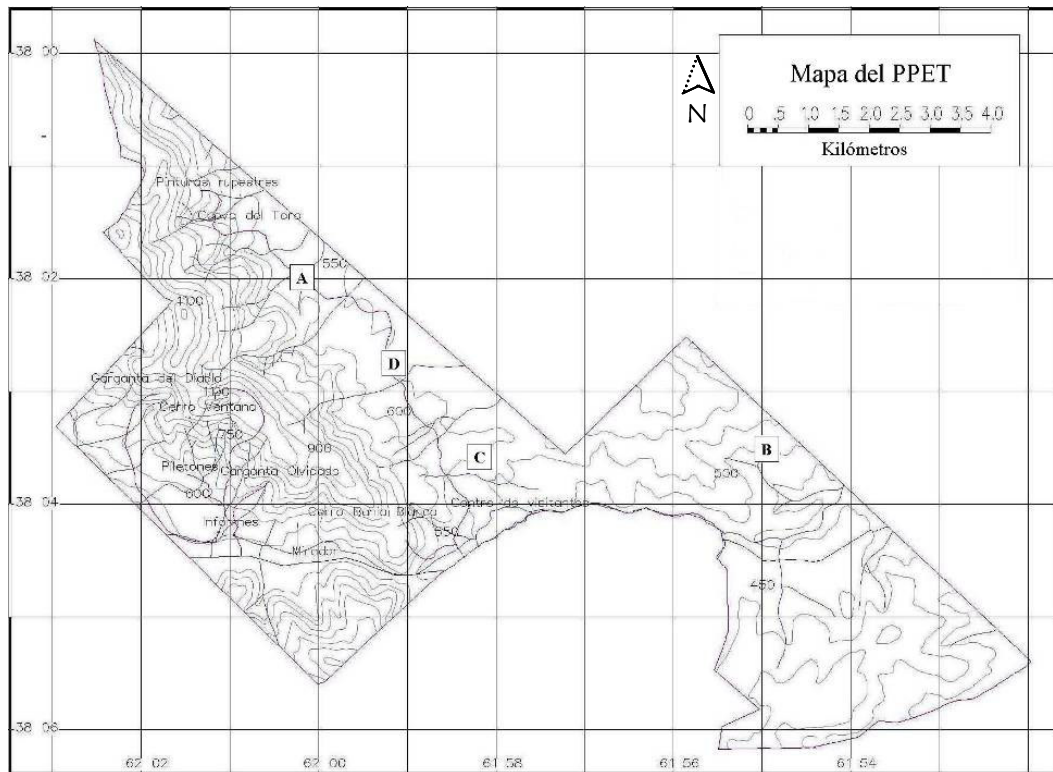 38 00
Mapa del PPET
N
0 .5 1.0 1.5 2.0 2.5 3.0 3.5 4.0
Kilómetros
Pinturas rupestres
Cueva del Toro
38 02
A
550
1100
D
Garganta del Diablo
1100
Cerro Ventana
600
750
900
B
Piletones
Garganta Olvidada
C
500
600
38 04
Centro de visitantes
Cerro Bahia Blanca
Informes
550
Mirador
450
38 06
62 02
62 00
61 58
61 56
61 54